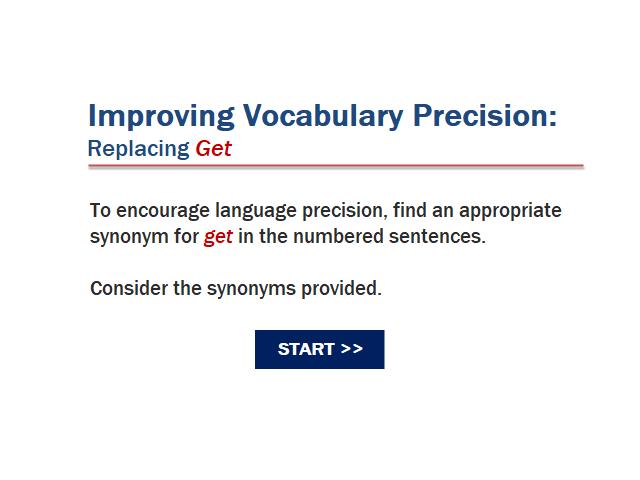 Improving Vocabulary Precision:
Replacing Get
To encourage language precision, find an appropriate
synonym for get in the numbered sentences.
Consider the synonyms provided.
START >>